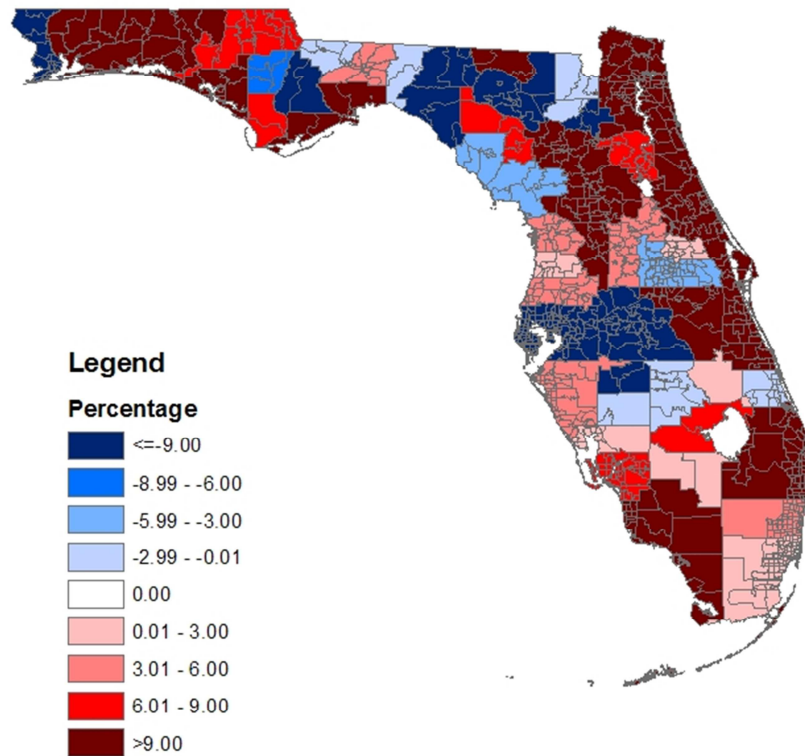 Legend
Percentage
<=-9.00
-8.99 - -6.00
-5.99 - -3.00
-2.99 - -0.01
0.00
0.01 - 3.00
3.01 - 6.00
6.01 - 9.00
>9.00